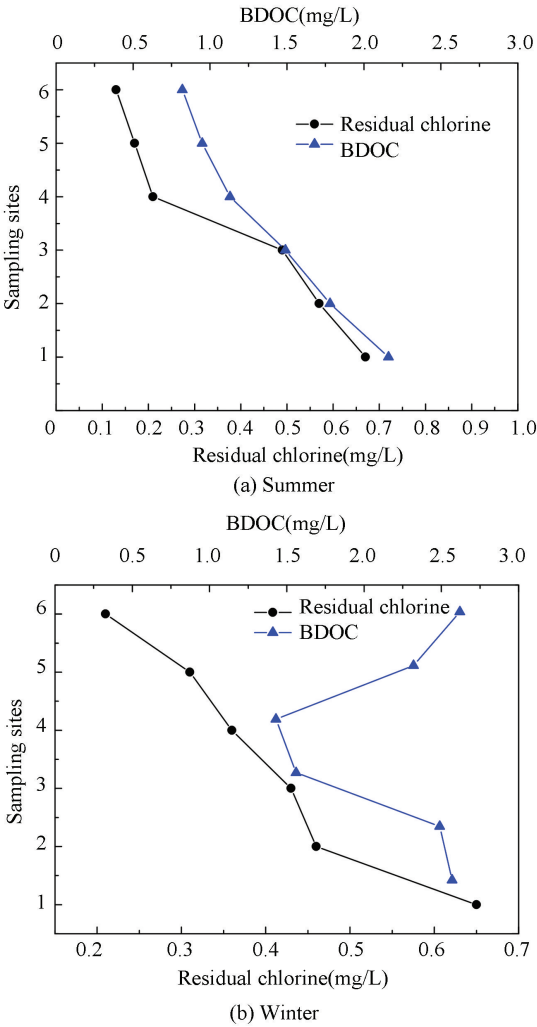 BDOC(mg/L)
0 0.5 1.0 1.5 2.0 2.5 3.0
6
5
4
3
2
1
Sampling sites
Residual chlorine
BDOC
0 0.1 0.2 0.3 0.4 0.5 0.6 0.7 0.8 0.9 1.0
Residual chlorine(mg/L)
(a) Summer
BDOC(mg/L)
0 0.5 1.0 1.5 2.0 2.5 3.0
6
5
4
3
2
1
Sampling sites
Residual chlorine
BDOC
0.2 0.3 0.4 0.5 0.6 0.7
Residual chlorine(mg/L)
(b) Winter